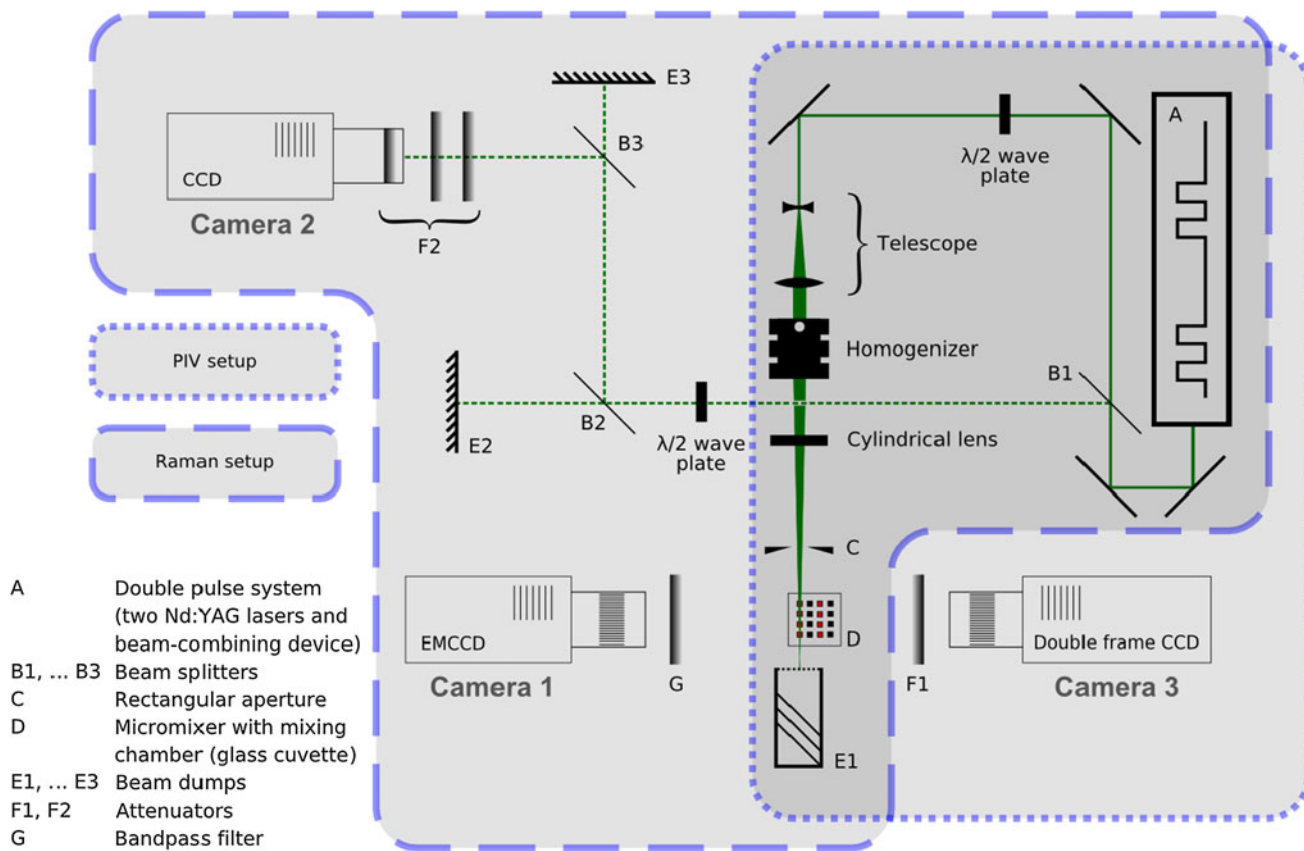 E3
A
B3
CCD
λ/2 wave
plate
Camera 2
F2
Telescope
Homogenizer
PIV setup
B1
B2
E2
λ/2 wave
plate
Cylindrical lens
Raman setup
C
A Double pulse system
(two Nd:YAG lasers and
beam-combining device)
B1, ... B3 Beam splitters
C Rectangular aperture
D Micromixer with mixing
chamber (glass cuvette)
E1, ... E3 Beam dumps
F1, F2 Attenuators
G Bandpass filter
EMCCD
Camera 1
G
D
E1
F1
Double frame CCD
Camera 3